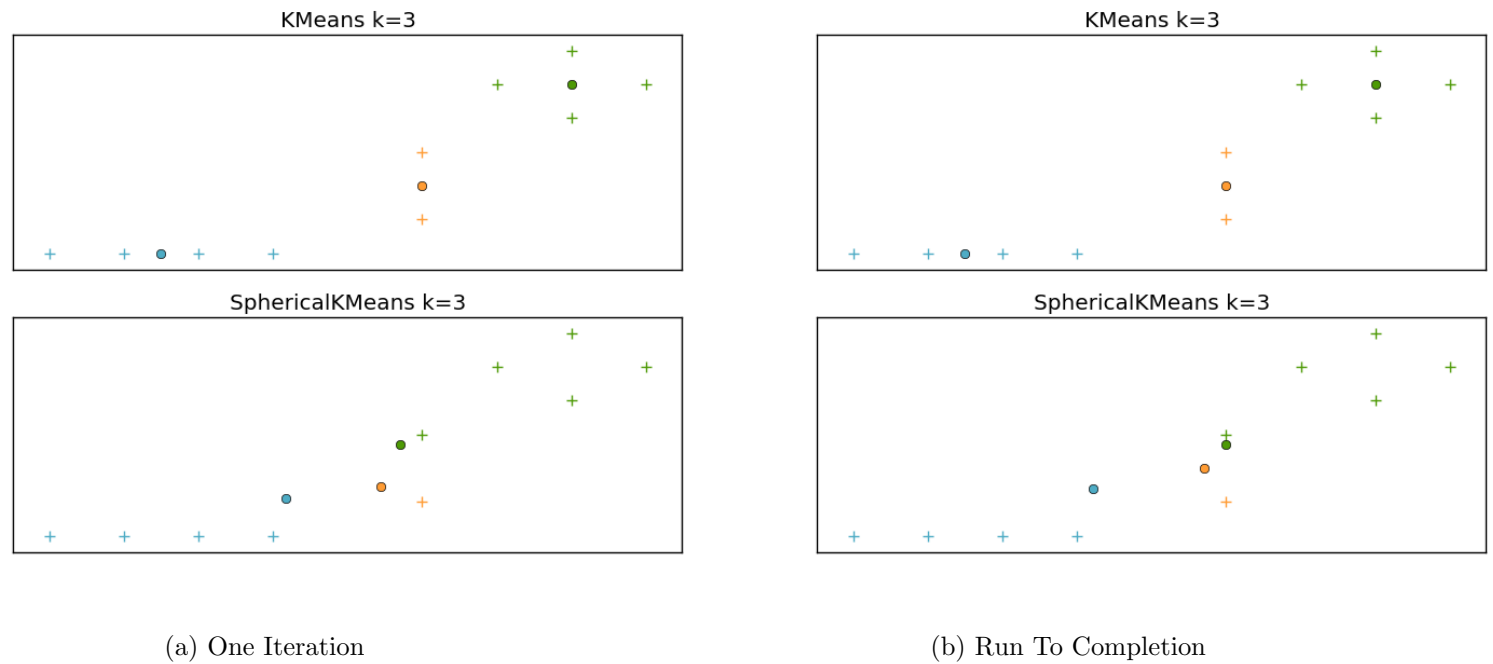 KMeans k=3
KMeans k=3
SphericalKMeans k=3
SphericalKMeans k=3
(a) One Iteration
(b) Run To Completion